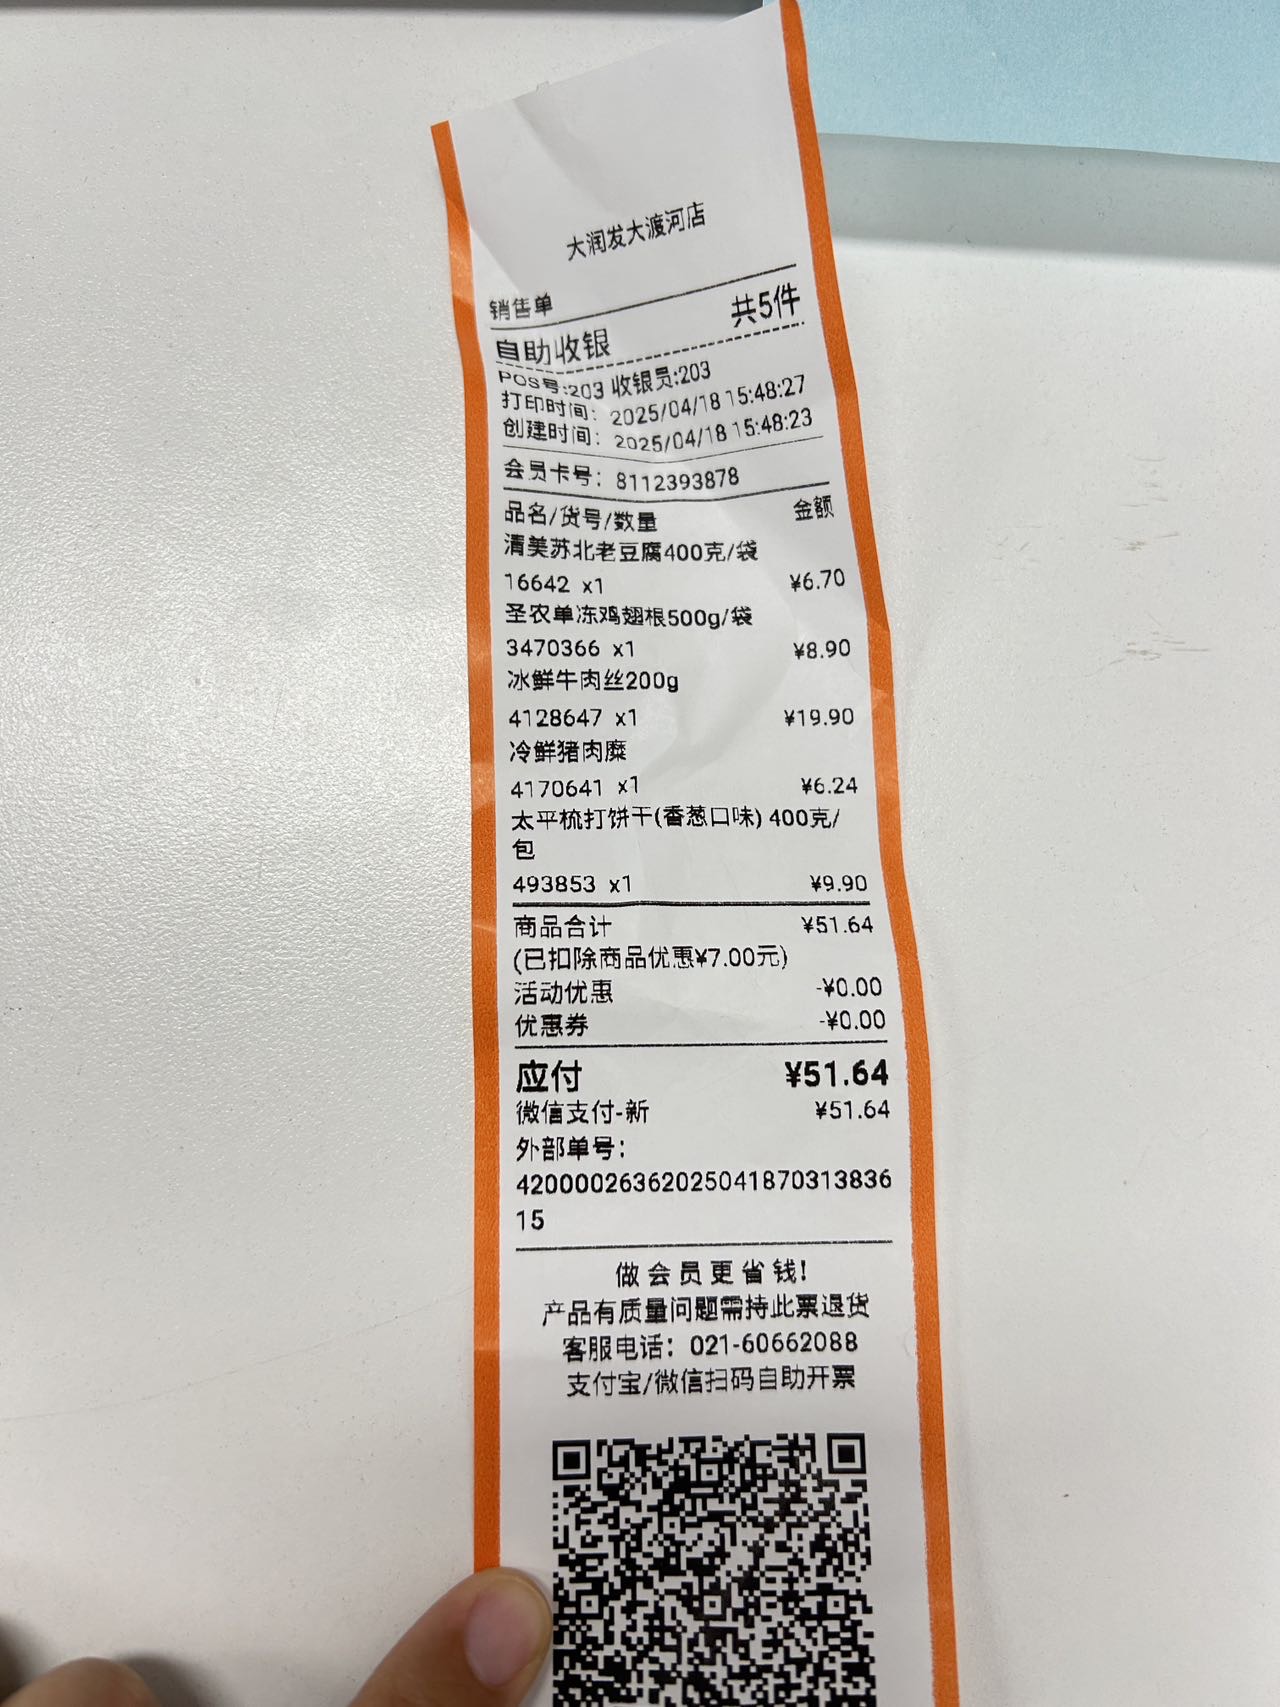 大润发大渡河店
销售单 共5件
自助收银
POS号:203 收银员:203
打印时间： 2025/04/18 15:48:27
创建时间： 2025/04/18 15:48:23
会员卡号： 8112393878
品名/货号/数量 金额
清美苏北老豆腐400克/袋
16642 x1 ¥6.70
圣农单冻鸡翅根500g/袋
3470366 x1 ¥8.90
冰鲜牛肉丝200g
4128647 x1 ¥19.90
冷鲜猪肉糜
4170641 x1 ¥6.24
太平梳打饼干(香葱口味) 400克/
包
493853 x1 ¥9.90
商品合计 ¥51.64
(已扣除商品优惠¥7.00元)
活动优惠 -¥0.00
优惠券 -¥0.00
应付 ¥51.64
微信支付-新 ¥51.64
外部单号：
42000026362025041870313836
15
做会员更省钱!
产品有质量问题需持此票退货
客服电话：021-60662088
支付宝/微信扫码自助开票